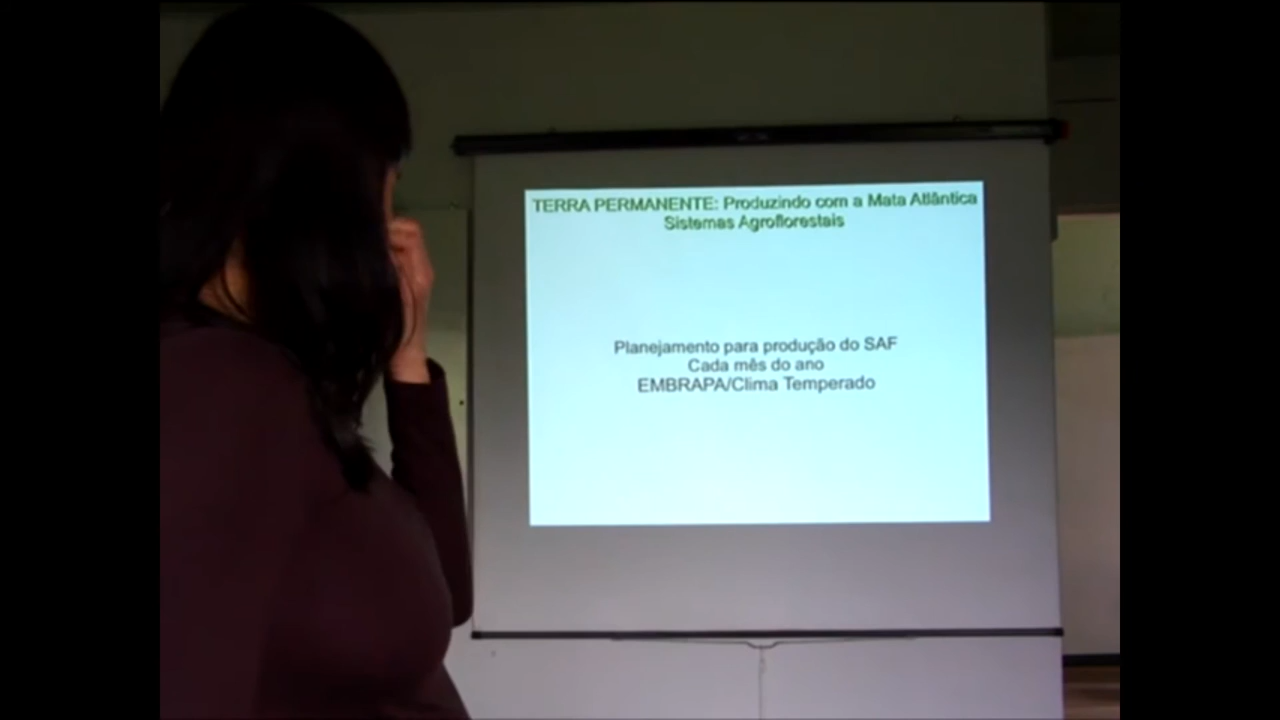 TERRA PERMANENTE: Produzindo com a Mata Atlântica
Sistemas Agroflorestais
Planejamento para produção do SAF
Cada mês do ano
EMBRAPA/Clima Temperado